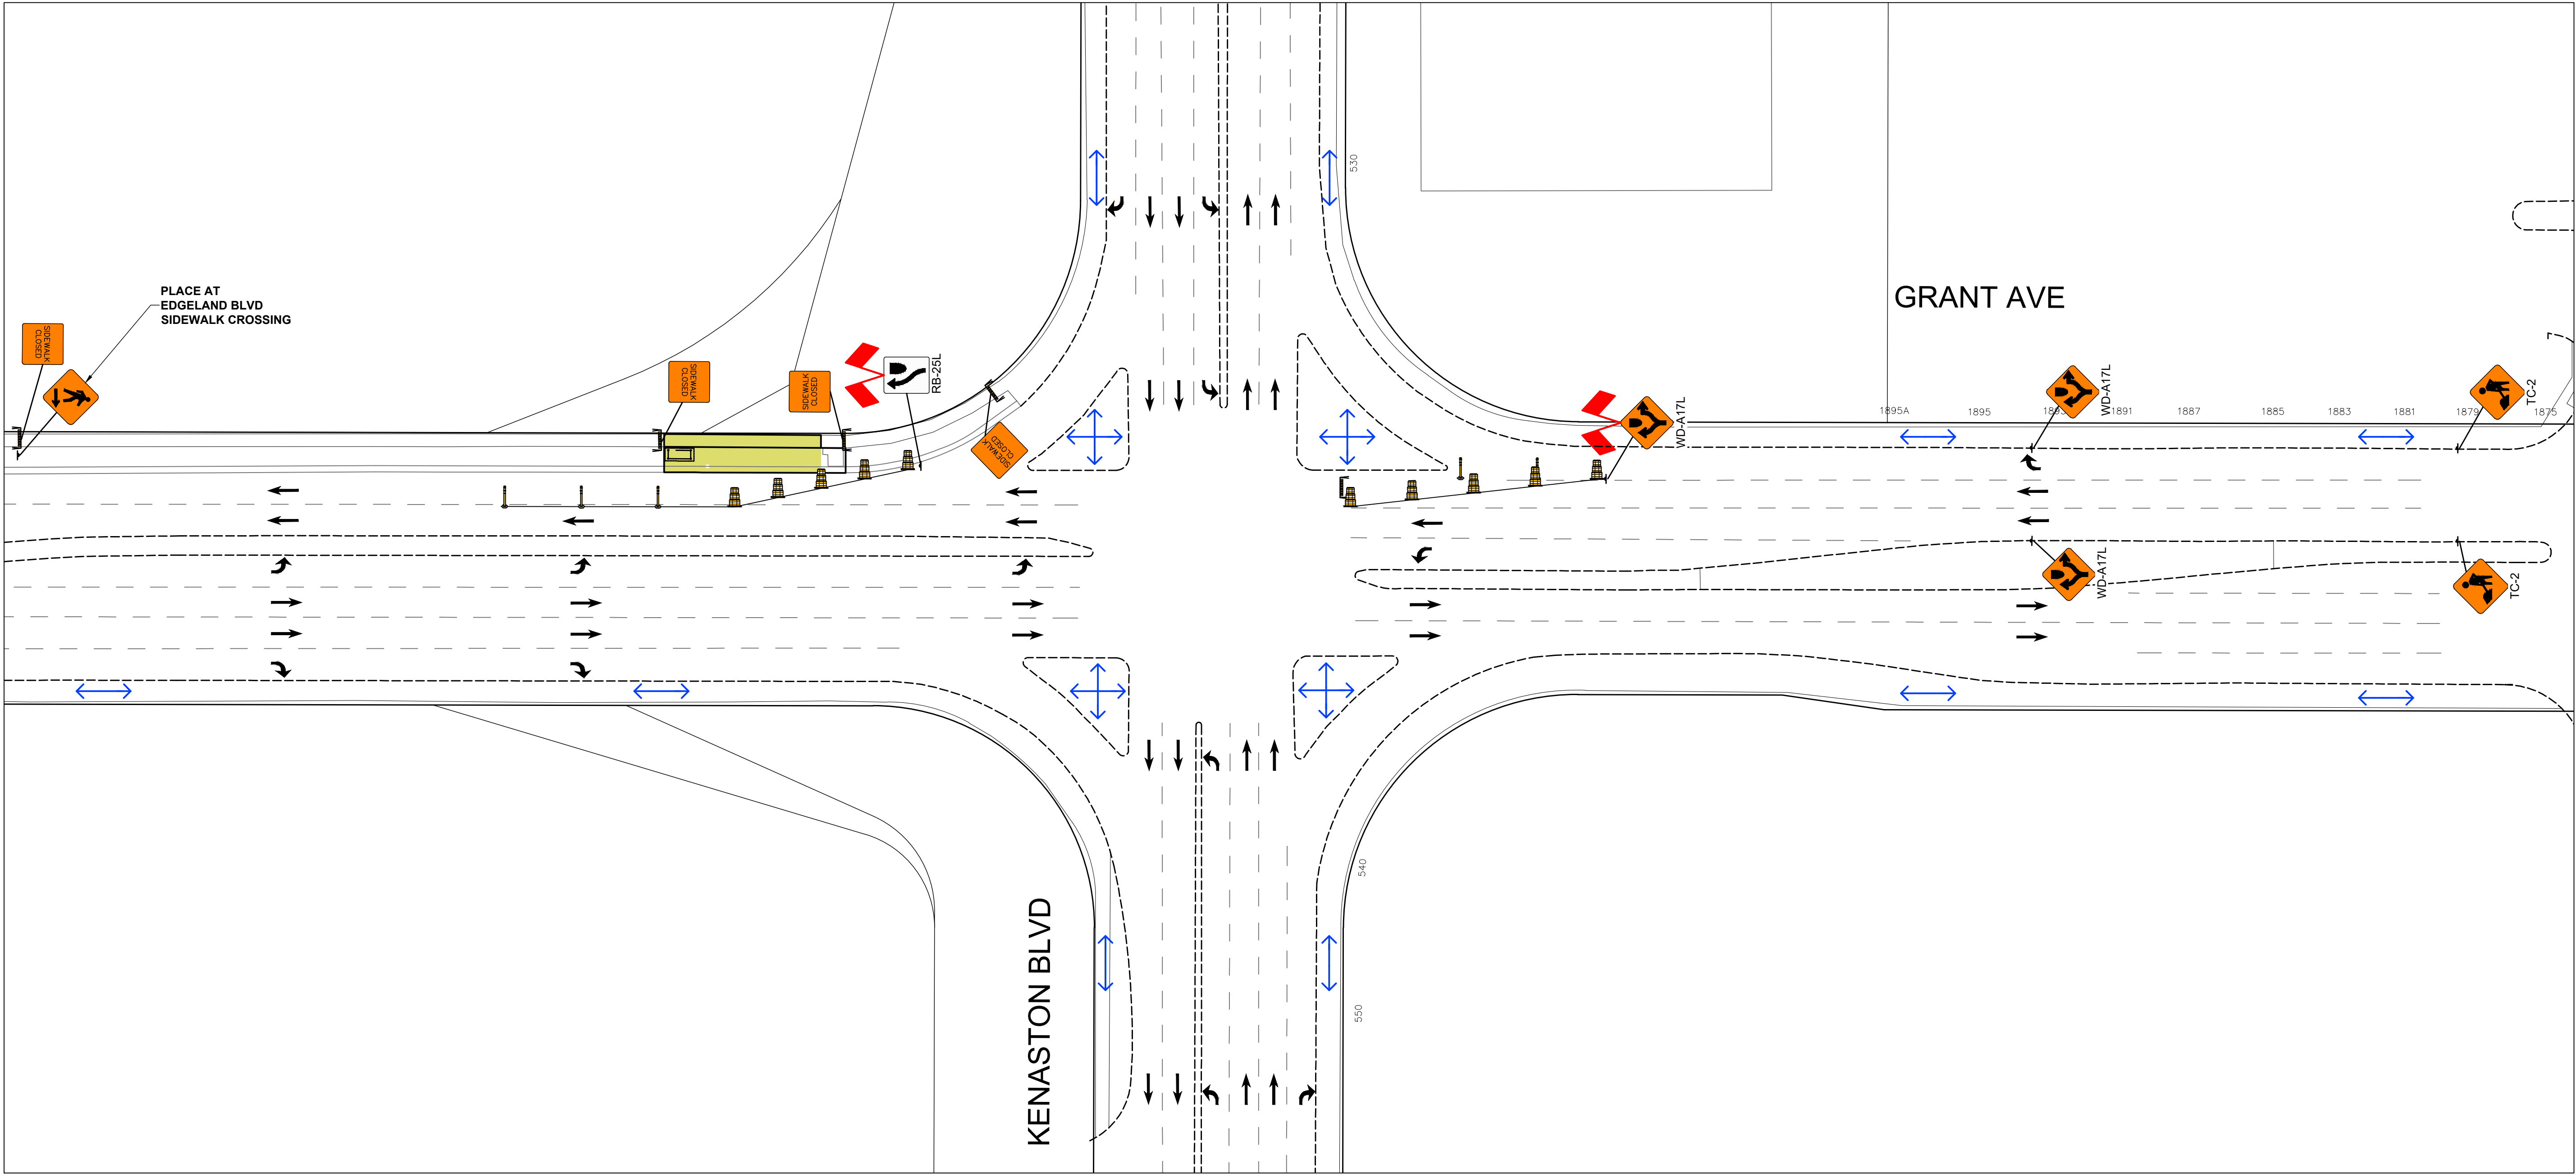 530
PLACE AT
EDGELAND BLVD
SIDEWALK CROSSING
GRANT AVE
SIDEWALK
CLOSED
SIDEWALK
CLOSED
SIDEWALK
CLOSED
RB-25L
SIDEWALK
CLOSED
WD-A17L
WD-A17L
TC-2
1895A
1895
1891
1887
1885
1883
1881
1879
1875
WD-A17L
TC-2
KENASTON BLVD
540
550